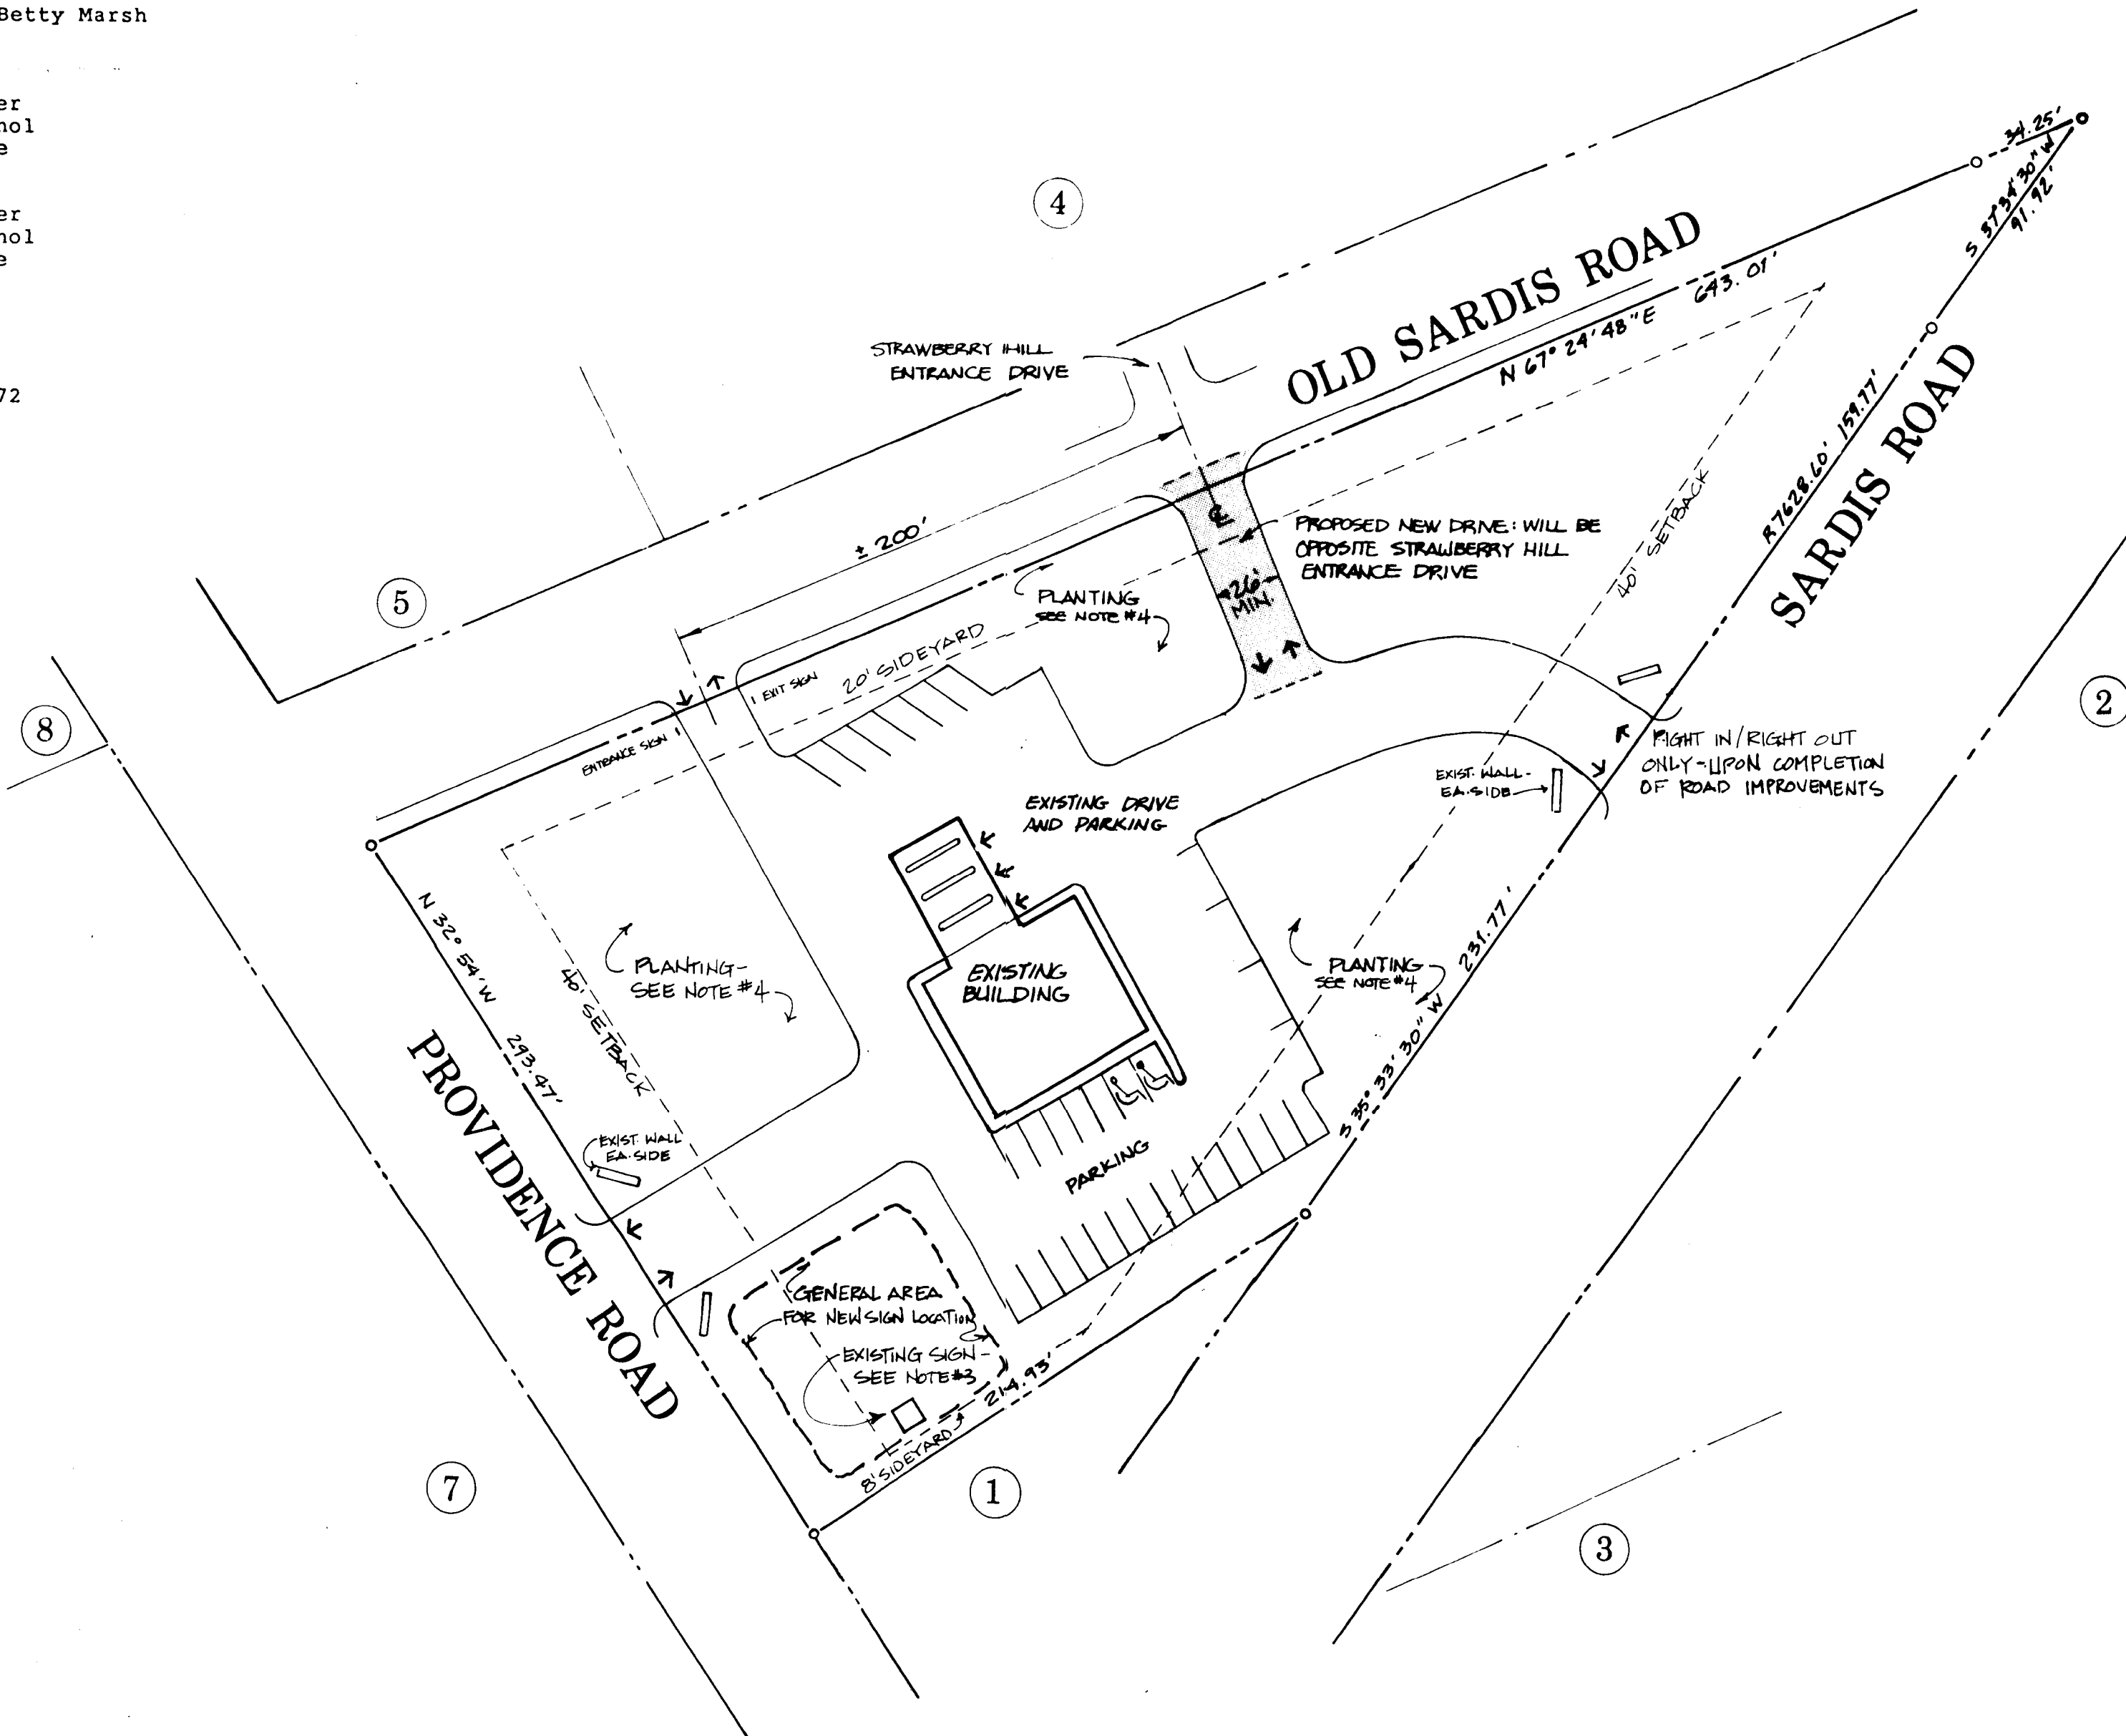 Betty Marsh
er
nol
e
er
nol
e
72
4
34.25'
S 37°34'30" W
91.92'
OLD SARDIS ROAD
643.01'
N 67° 24' 48" E
STRAWBERRY HILL
ENTRANCE DRIVE
± 200'
R 7628.60' 159.77'
SARDIS ROAD
40' SETBACK
℄
PROPOSED NEW DRIVE: WILL BE
OPPOSITE STRAWBERRY HILL
ENTRANCE DRIVE
26'
MIN.
PLANTING
SEE NOTE #4
5
20' SIDEYARD
EXIT SIGN
ENTRANCE SIGN
8
2
RIGHT IN/RIGHT OUT
ONLY-UPON COMPLETION
OF ROAD IMPROVEMENTS
EXIST. WALL-
EA. SIDE
EXISTING DRIVE
AND PARKING
N 32° 54' W 293.47'
PLANTING-
SEE NOTE #4
40' SETBACK
EXISTING
BUILDING
PLANTING
SEE NOTE #4
231.77'
S 35° 33' 30" W
PROVIDENCE ROAD
EXIST. WALL
EA. SIDE
PARKING
GENERAL AREA
FOR NEW SIGN LOCATION
EXISTING SIGN-
SEE NOTE #3
214.93'
8' SIDEYARD
7
1
3